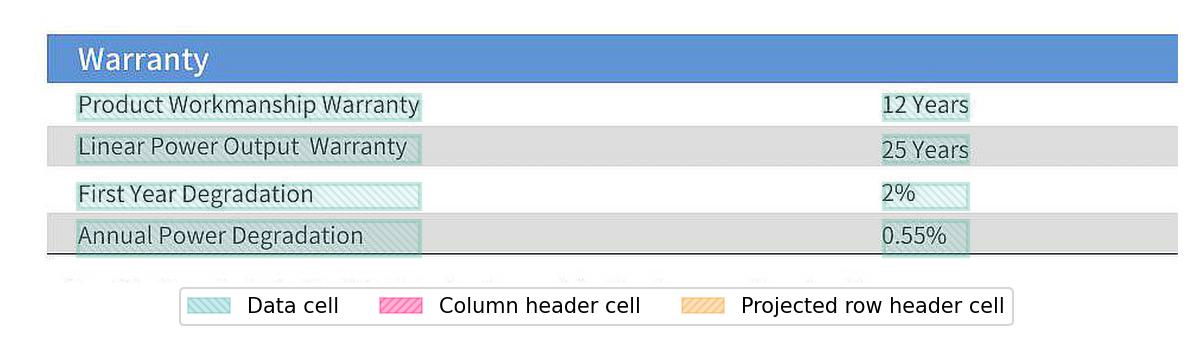 Warranty
Product Workmanship Warranty 12 Years
Linear Power Output Warranty 25 Years
First Year Degradation 2%
Annual Power Degradation 0.55%
Data cell Column header cell Projected row header cell